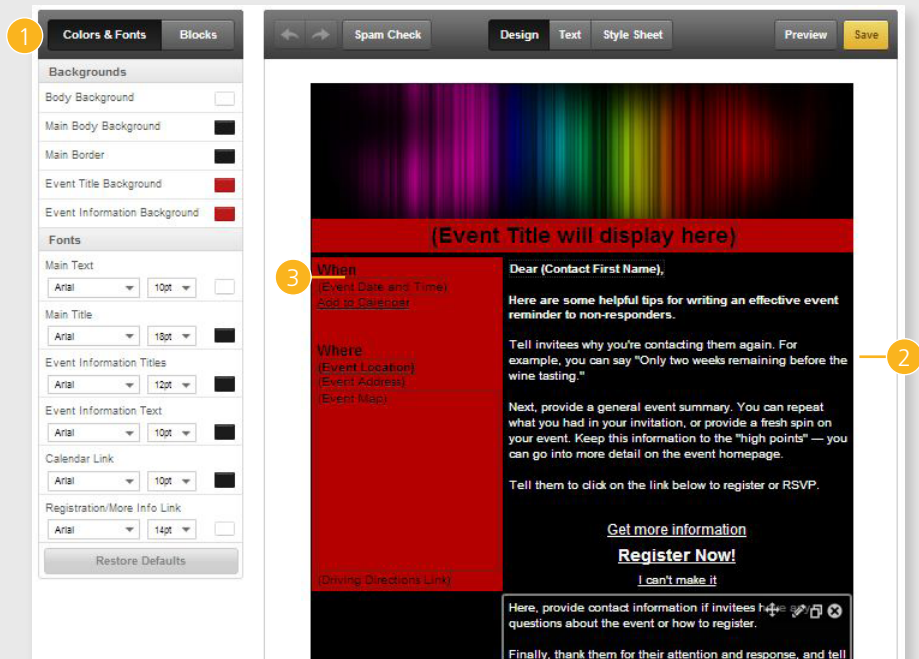 1
Colors & Fonts
Blocks
Spam Check
Design
Text
Style Sheet
Preview
Save
Backgrounds
Body Background
Main Body Background
Main Border
Event Title Background
Event Information Background
Fonts
Main Text
Arial
10pt
Main Title
Arial
18pt
Event Information Titles
Arial
12pt
Event Information Text
Arial
10pt
Calendar Link
Arial
10pt
Registration/More Info Link
Arial
14pt
Restore Defaults
(Event Title will display here)
3
When
(Event Date and Time)
Add to Calendar
Where
(Event Location)
(Event Address)
(Event Map)
(Driving Directions Link)
Dear (Contact First Name),
Here are some helpful tips for writing an effective event
reminder to non-responders.
Tell invitees why you're contacting them again. For
example, you can say "Only two weeks remaining before the
wine tasting."
2
Next, provide a general event summary. You can repeat
what you had in your invitation, or provide a fresh spin on
your event. Keep this information to the "high points" — you
can go into more detail on the event homepage.
Tell them to click on the link below to register or RSVP.
Get more information
Register Now!
I can't make it
Here, provide contact information if invitees have any
questions about the event or how to register.
Finally, thank them for their attention and response, and tell